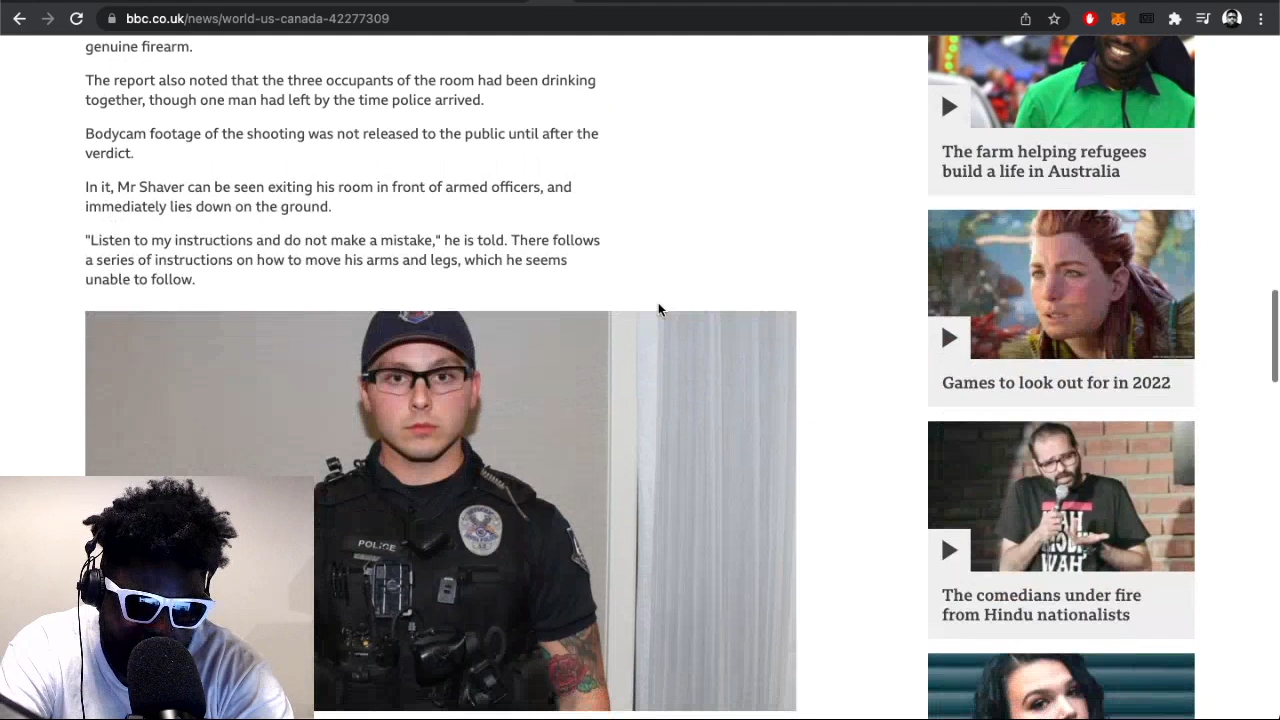 bbc.co.uk/news/world-us-canada-42277309
genuine firearm.
The report also noted that the three occupants of the room had been drinking
together, though one man had left by the time police arrived.
Bodycam footage of the shooting was not released to the public until after the
verdict.
In it, Mr Shaver can be seen exiting his room in front of armed officers, and
immediately lies down on the ground.
"Listen to my instructions and do not make a mistake," he is told. There follows
a series of instructions on how to move his arms and legs, which he seems
unable to follow.
POLICE
The farm helping refugees
build a life in Australia
Games to look out for in 2022
WAH
WAH
The comedians under fire
from Hindu nationalists